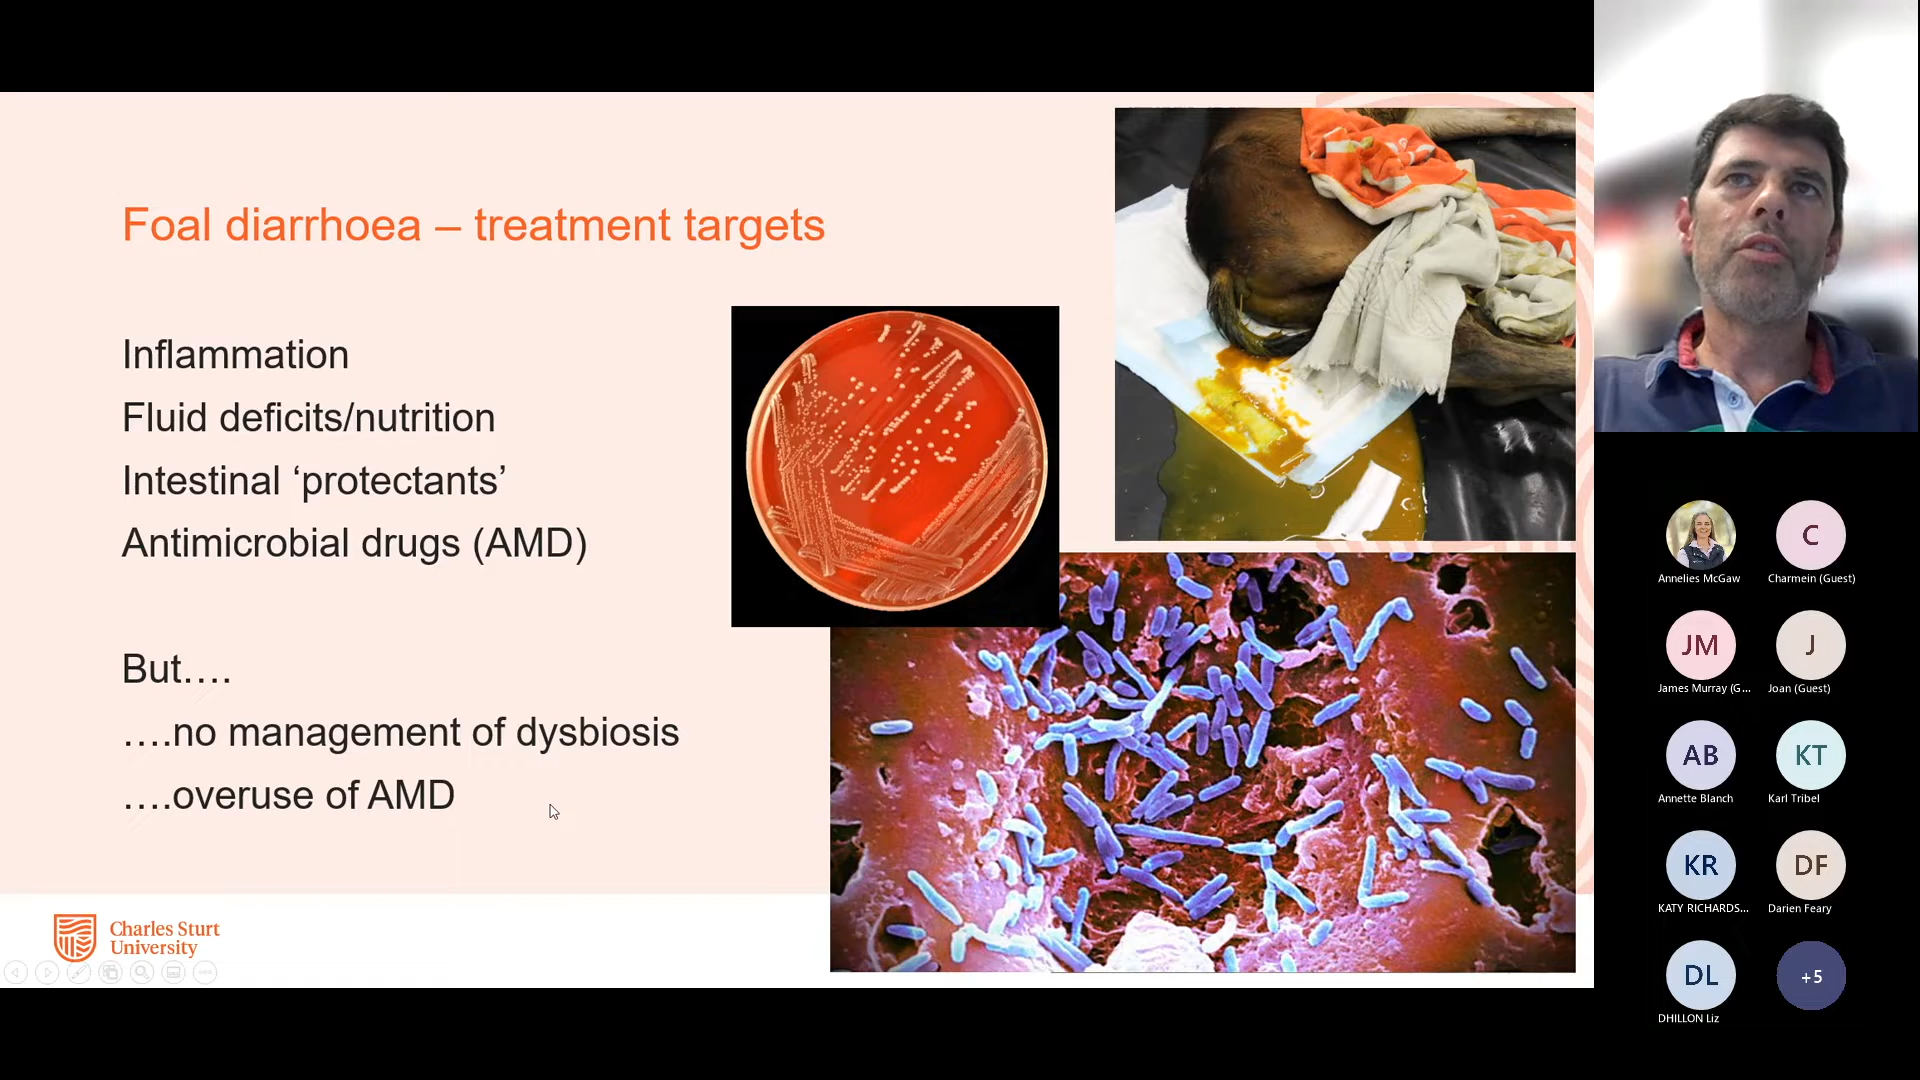 Foal diarrhoea – treatment targets
Inflammation
Fluid deficits/nutrition
Intestinal ‘protectants’
Antimicrobial drugs (AMD)
But….
….no management of dysbiosis
….overuse of AMD
Charles Sturt
University
C
Annelies McGaw
Charmein (Guest)
JM
J
James Murray (G...
Joan (Guest)
AB
KT
Annette Blanch
Karl Tribel
KR
DF
KATY RICHARDS...
Darien Feary
DL
+5
DHILLON Liz